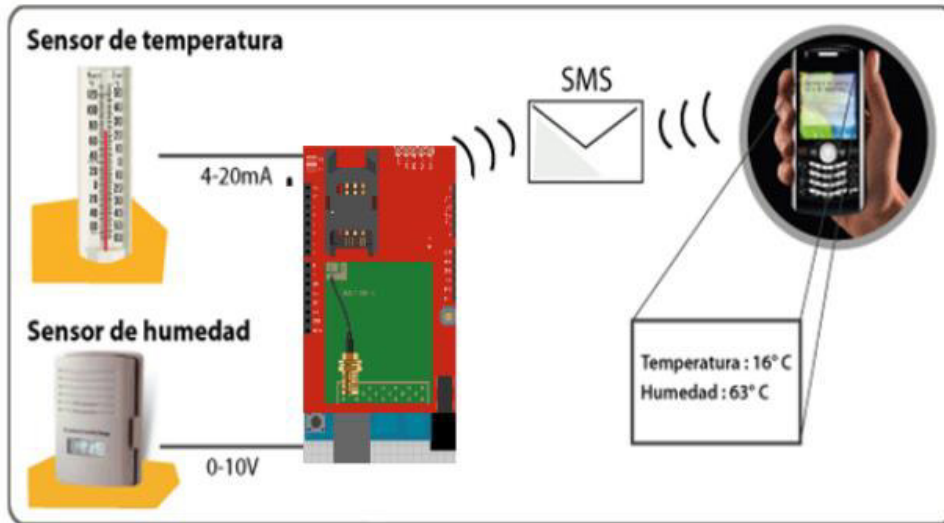 Sensor de temperatura
SMS
4-20mA
Temperatura : 16° C
Humedad : 63° C
Sensor de humedad
0-10V